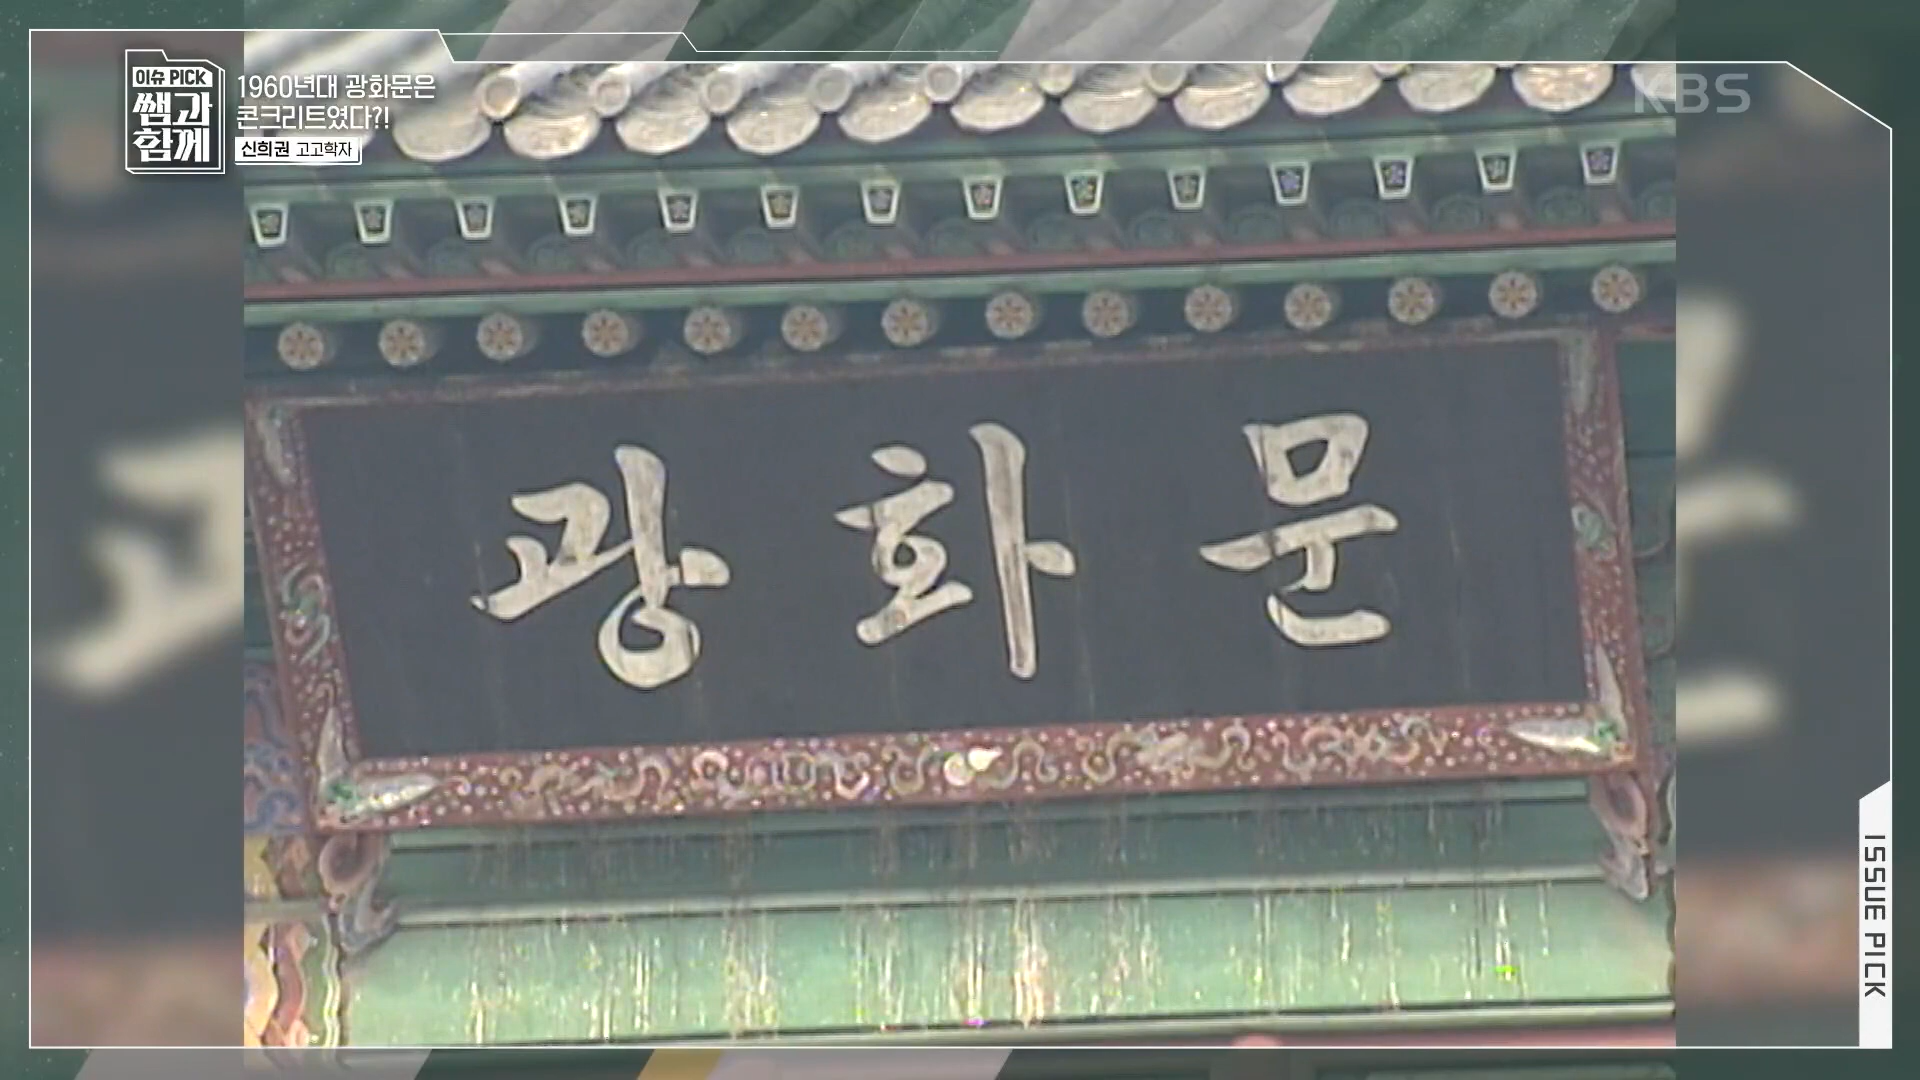 이슈 PICK
쌤과
함께
1960년대 광화문은
콘크리트였다?!
신희권 고고학자
KBS
광화문
ISSUE PICK